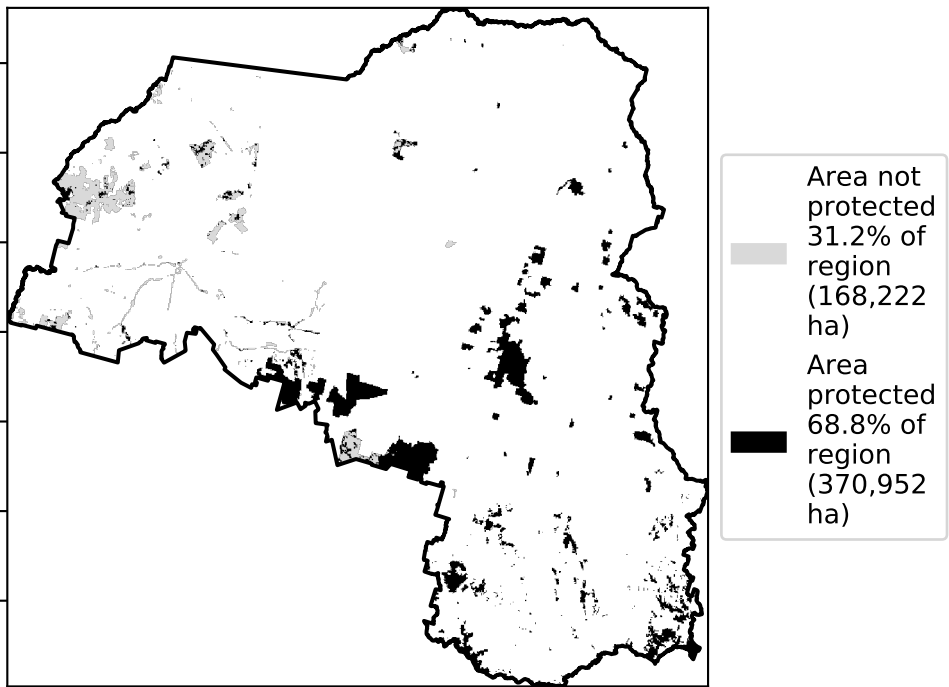 Area not
protected
31.2% of
region
(168,222
ha)
Area
protected
68.8% of
region
(370,952
ha)